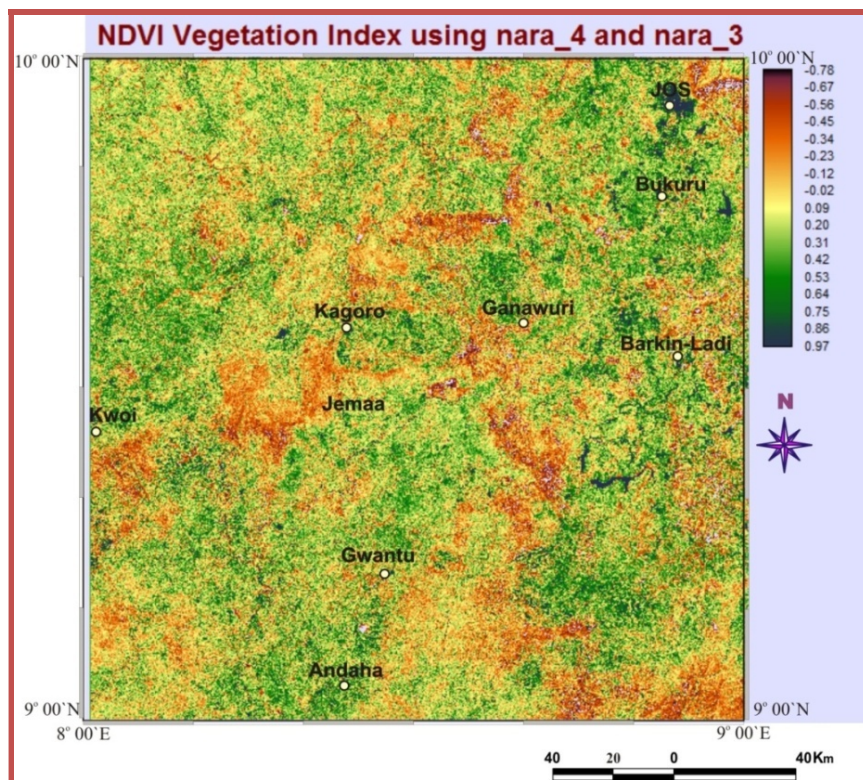 NDVI Vegetation Index using nara_4 and nara_3
10° 00`N
10° 00`N
-0.78
-0.67
-0.56
-0.45
-0.34
-0.23
-0.12
-0.02
0.09
0.20
0.31
0.42
0.53
0.64
0.75
0.86
0.97
JOS
Bukuru
Kagoro
Ganawuri
Barkin-Ladi
Jemaa
Kwoi
N
Gwantu
Andaha
9° 00`N
9° 00`N
8° 00`E
9° 00`E
40 20 0 40 Km